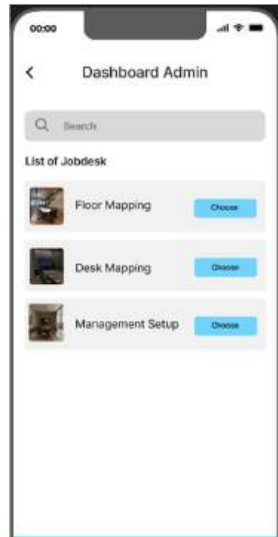 00:00
Dashboard Admin
Search
List of Jobdesk
Floor Mapping
Choose
Desk Mapping
Choose
Management Setup
Choose